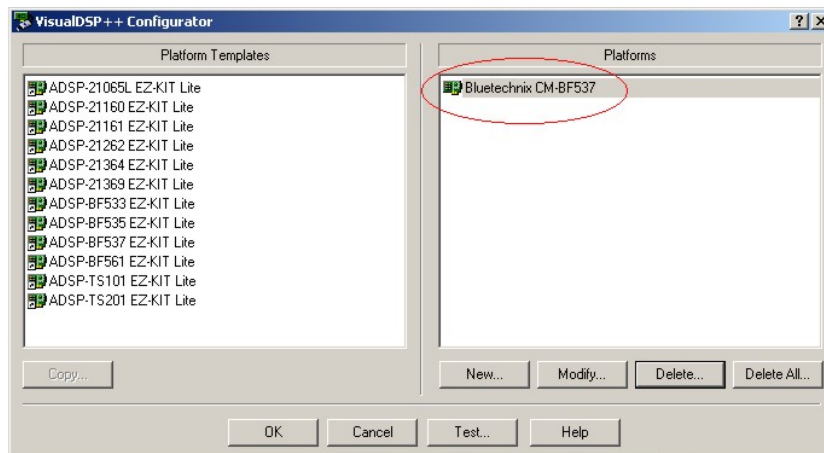 VisualDSP++ Configurator
Platform Templates
ADSP-21065L EZ-KIT Lite
ADSP-21160 EZ-KIT Lite
ADSP-21161 EZ-KIT Lite
ADSP-21262 EZ-KIT Lite
ADSP-21364 EZ-KIT Lite
ADSP-21369 EZ-KIT Lite
ADSP-BF533 EZ-KIT Lite
ADSP-BF535 EZ-KIT Lite
ADSP-BF537 EZ-KIT Lite
ADSP-BF561 EZ-KIT Lite
ADSP-TS101 EZ-KIT Lite
ADSP-TS201 EZ-KIT Lite
Copy...
Platforms
Bluetechnix CM-BF537
New... Modify... Delete... Delete All...
OK Cancel Test... Help